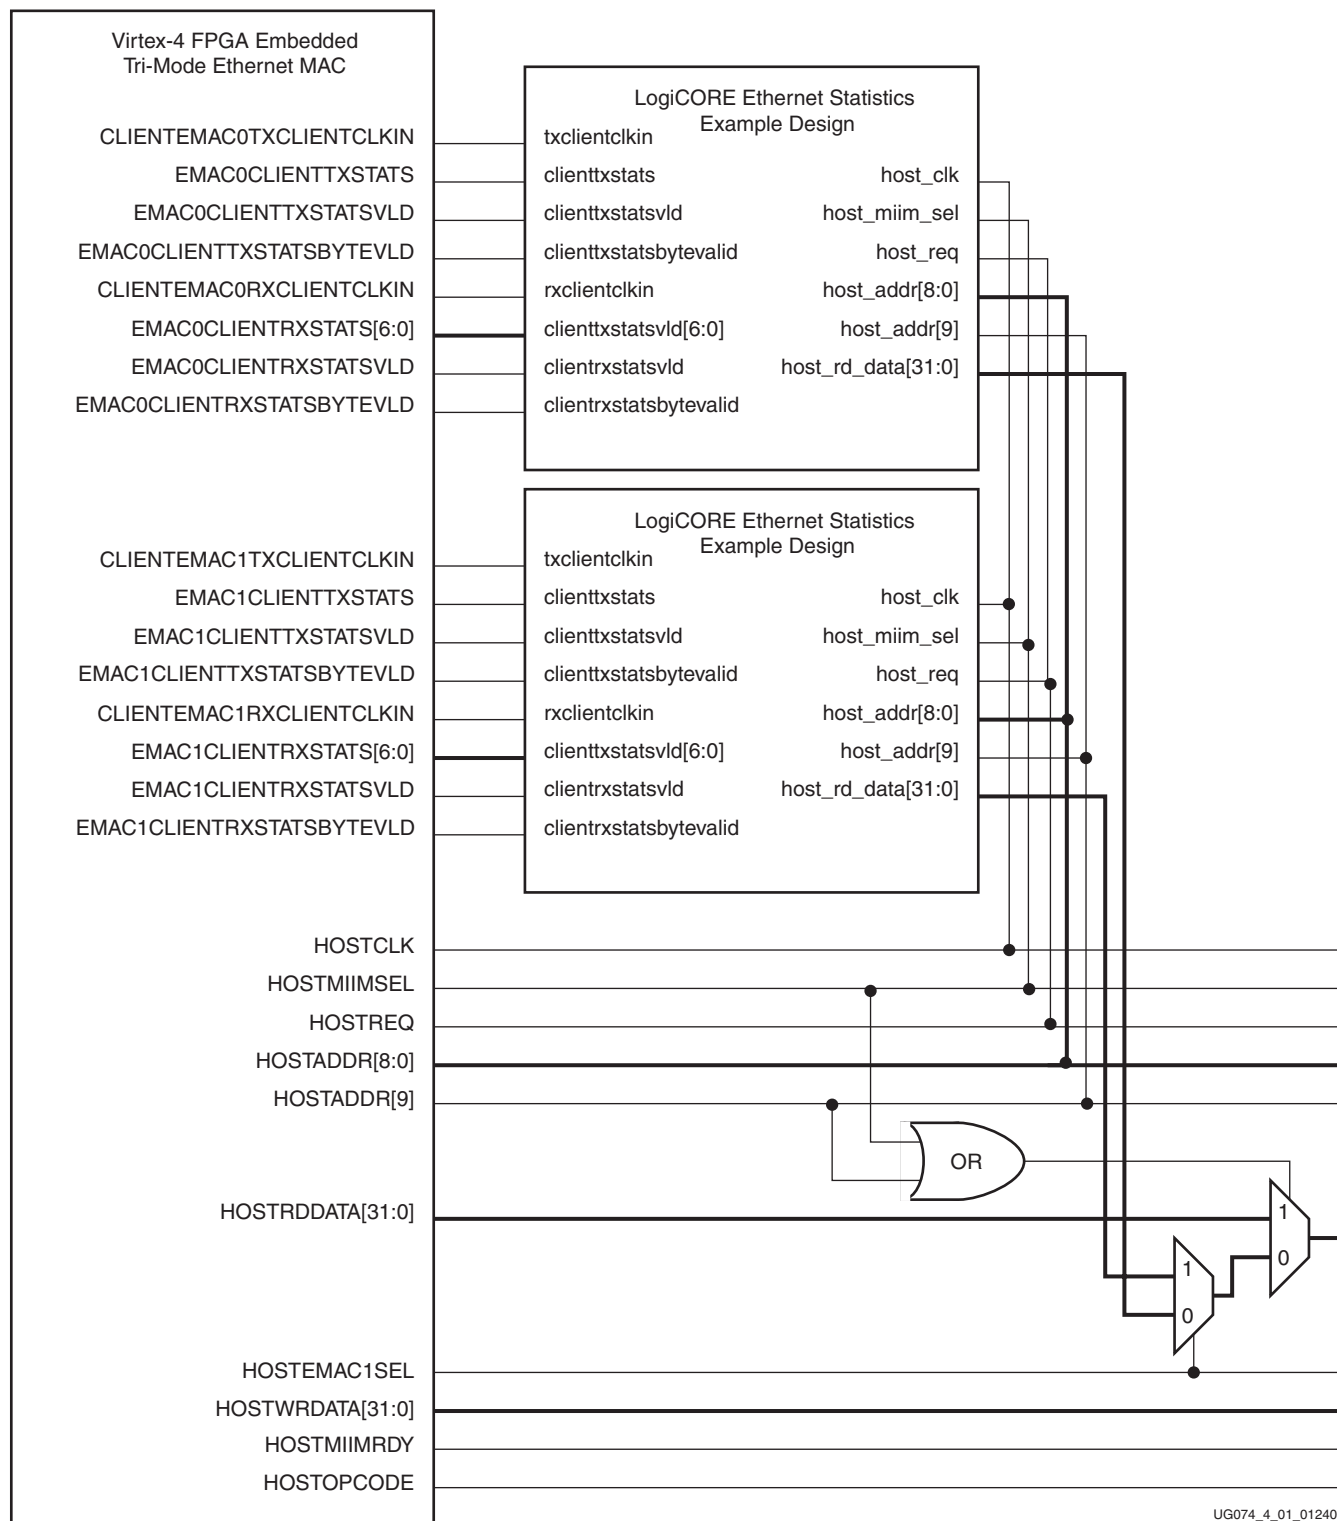 Virtex-4 FPGA Embedded
Tri-Mode Ethernet MAC
LogiCORE Ethernet Statistics
Example Design
CLIENTEMAC0TXCLIENTCLKIN
txclientclkin
EMAC0CLIENTTXSTATS
clienttxstats
host_clk
EMAC0CLIENTTXSTATSVLD
clienttxstatsvld
host_miim_sel
EMAC0CLIENTTXSTATSBYTEVLD
clienttxstatsbytevalid
host_req
CLIENTEMAC0RXCLIENTCLKIN
rxclientclkin
host_addr[8:0]
EMAC0CLIENTRXSTATS[6:0]
clienttxstatsvld[6:0]
host_addr[9]
EMAC0CLIENTRXSTATSVLD
clientrxstatsvld
host_rd_data[31:0]
EMAC0CLIENTRXSTATSBYTEVLD
clientrxstatsbytevalid
LogiCORE Ethernet Statistics
Example Design
CLIENTEMAC1TXCLIENTCLKIN
txclientclkin
EMAC1CLIENTTXSTATS
clienttxstats
host_clk
EMAC1CLIENTTXSTATSVLD
clienttxstatsvld
host_miim_sel
EMAC1CLIENTTXSTATSBYTEVLD
clienttxstatsbytevalid
host_req
CLIENTEMAC1RXCLIENTCLKIN
rxclientclkin
host_addr[8:0]
EMAC1CLIENTRXSTATS[6:0]
clienttxstatsvld[6:0]
host_addr[9]
EMAC1CLIENTRXSTATSVLD
clientrxstatsvld
host_rd_data[31:0]
EMAC1CLIENTRXSTATSBYTEVLD
clientrxstatsbytevalid
HOSTCLK
HOSTMIIMSEL
HOSTREQ
HOSTADDR[8:0]
HOSTADDR[9]
OR
HOSTRDDATA[31:0]
1
0
1
0
HOSTEMAC1SEL
HOSTWRDATA[31:0]
HOSTMIIMRDY
HOSTOPCODE
UG074_4_01_01240